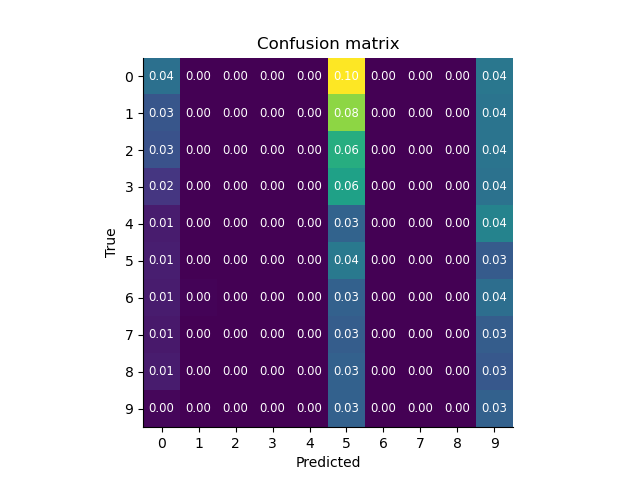 Confusion matrix
True
0 0.04 0.00 0.00 0.00 0.00 0.10 0.00 0.00 0.00 0.04
1 0.03 0.00 0.00 0.00 0.00 0.08 0.00 0.00 0.00 0.04
2 0.03 0.00 0.00 0.00 0.00 0.06 0.00 0.00 0.00 0.04
3 0.02 0.00 0.00 0.00 0.00 0.06 0.00 0.00 0.00 0.04
4 0.01 0.00 0.00 0.00 0.00 0.03 0.00 0.00 0.00 0.04
5 0.01 0.00 0.00 0.00 0.00 0.04 0.00 0.00 0.00 0.03
6 0.01 0.00 0.00 0.00 0.00 0.03 0.00 0.00 0.00 0.04
7 0.01 0.00 0.00 0.00 0.00 0.03 0.00 0.00 0.00 0.03
8 0.01 0.00 0.00 0.00 0.00 0.03 0.00 0.00 0.00 0.03
9 0.00 0.00 0.00 0.00 0.00 0.03 0.00 0.00 0.00 0.03
0 1 2 3 4 5 6 7 8 9
Predicted